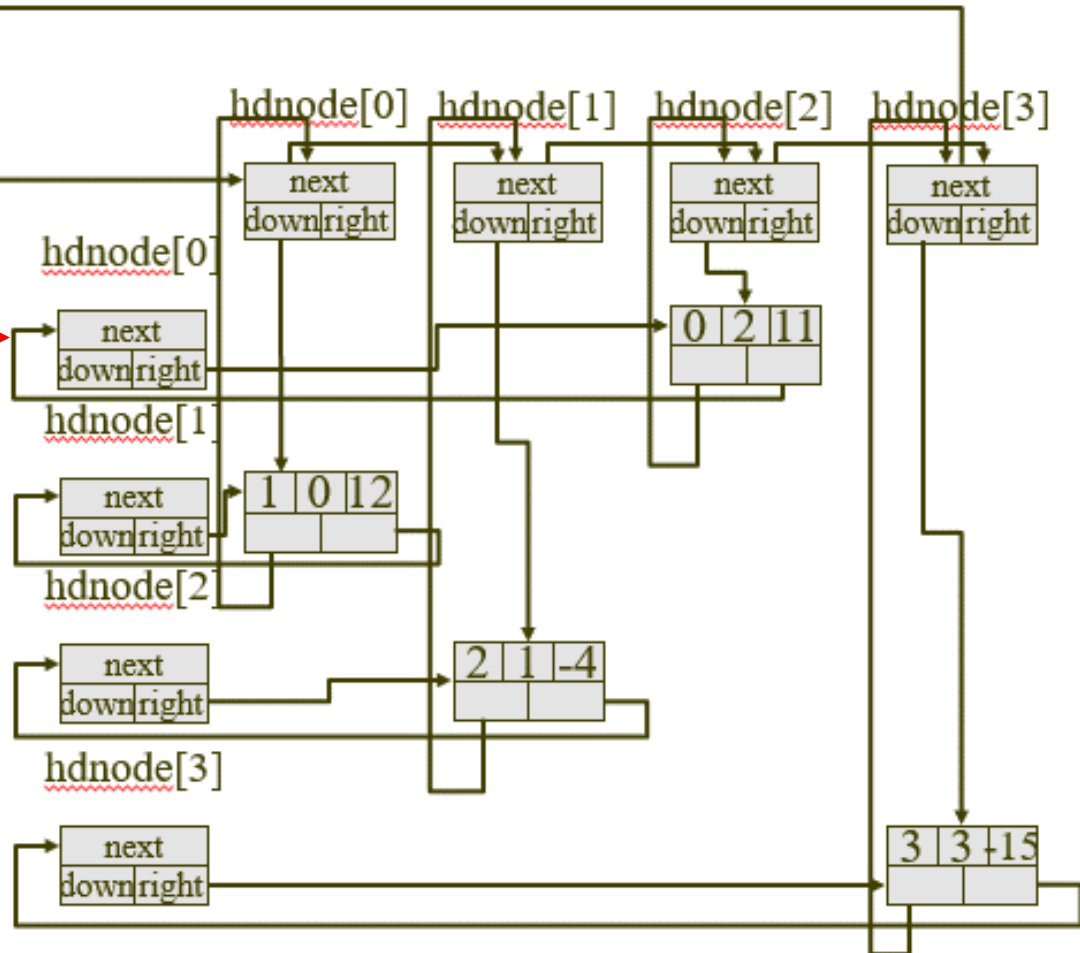 hdnode[0] hdnode[1] hdnode[2] hdnode[3]
next next next next
down right down right down right down right
hdnode[0]
0 2 11
next
down right
hdnode[1]
1 0 12
next
down right
hdnode[2]
2 1 -4
next
down right
hdnode[3]
3 3 -15
next
down right